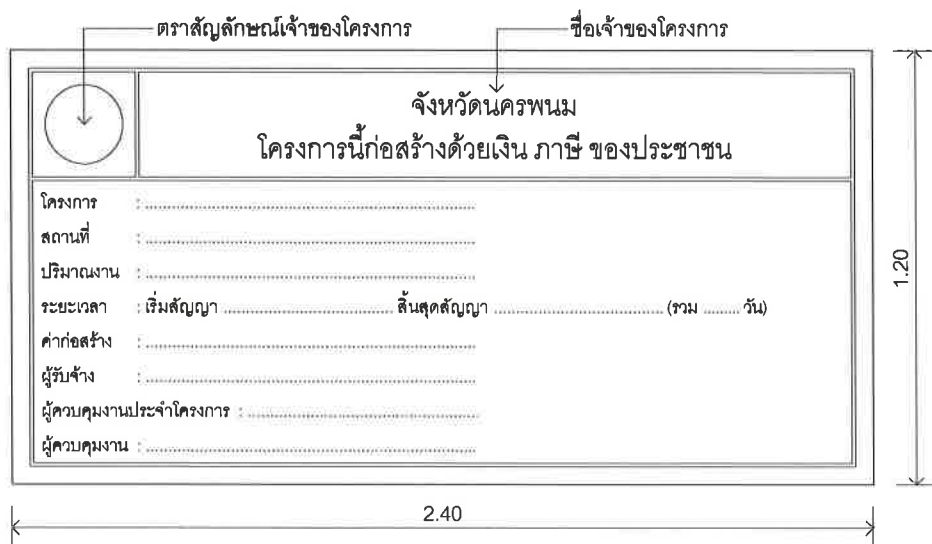 ตราสัญลักษณ์เจ้าของโครงการ ชื่อเจ้าของโครงการ
จังหวัดนครพนม
โครงการนี้ก่อสร้างด้วยเงิน ภาษี ของประชาชน
โครงการ : ..........................................................
สถานที่ : ..........................................................
ปริมาณงาน : ..........................................................
ระยะเวลา : เริ่มสัญญา .............................. สิ้นสุดสัญญา .............................. (รวม ........ วัน)
ค่าก่อสร้าง : ..........................................................
ผู้รับจ้าง : ..........................................................
ผู้ควบคุมงานประจำโครงการ : ..........................................
ผู้ควบคุมงาน : ..........................................................
1.20
2.40